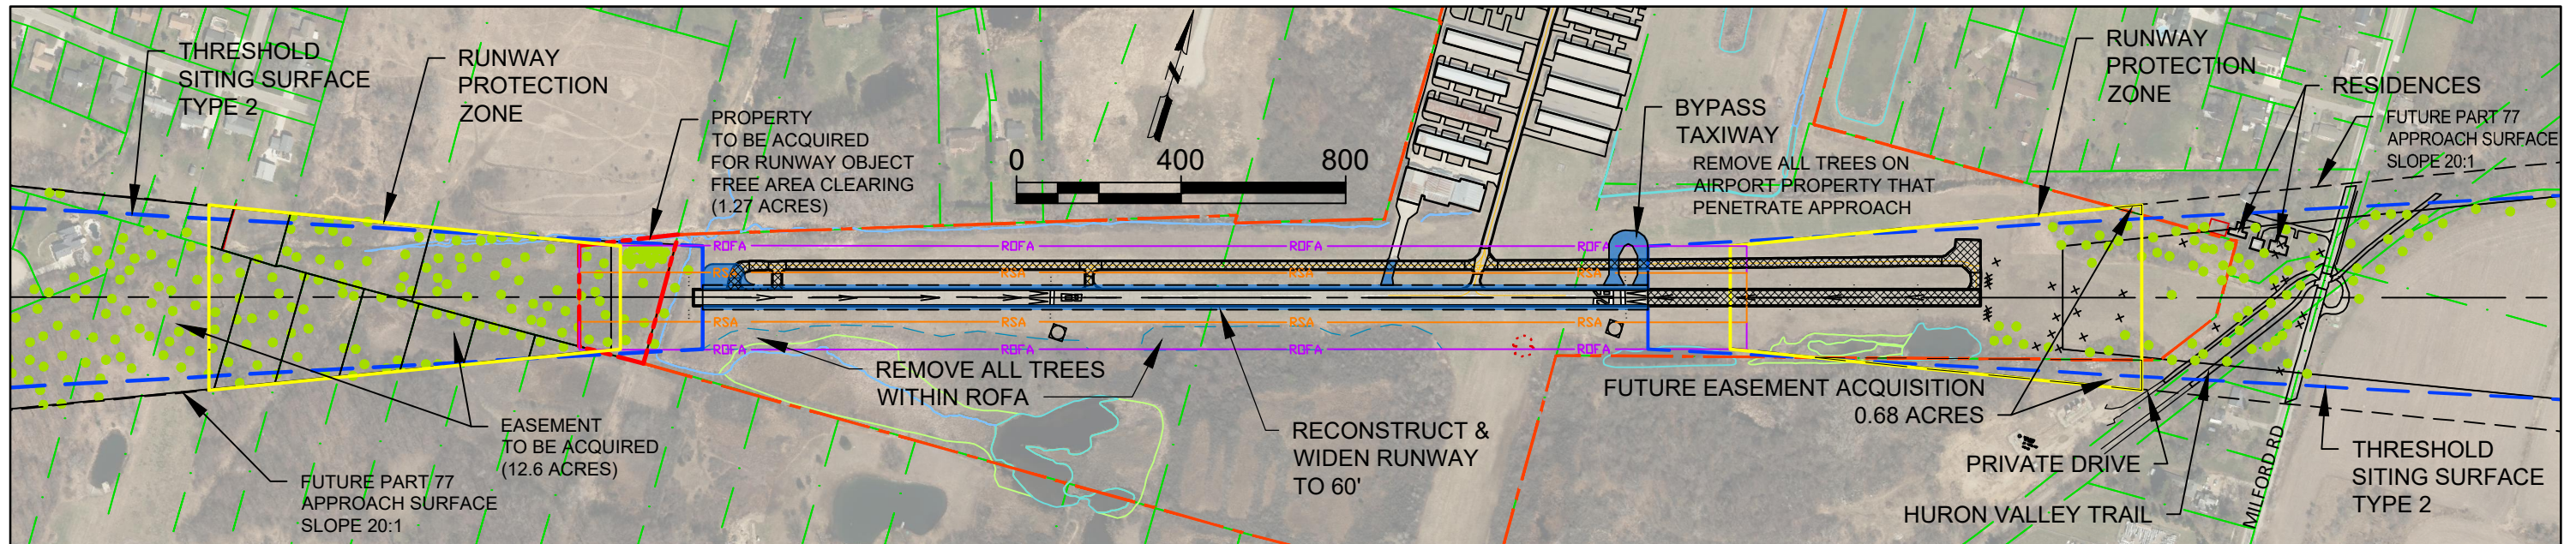 THRESHOLD
SITING SURFACE
TYPE 2
RUNWAY
PROTECTION
ZONE
PROPERTY
TO BE ACQUIRED
FOR RUNWAY OBJECT
FREE AREA CLEARING
(1.27 ACRES)
N
0 400 800
BYPASS
TAXIWAY
REMOVE ALL TREES ON
AIRPORT PROPERTY THAT
PENETRATE APPROACH
RUNWAY
PROTECTION
ZONE
RESIDENCES
FUTURE PART 77
APPROACH SURFACE
SLOPE 20:1
ROFA ROFA ROFA ROFA
RSA RSA RSA RSA
RSA RSA RSA RSA
ROFA ROFA ROFA ROFA
REMOVE ALL TREES
WITHIN ROFA
EASEMENT
TO BE ACQUIRED
(12.6 ACRES)
FUTURE PART 77
APPROACH SURFACE
SLOPE 20:1
RECONSTRUCT &
WIDEN RUNWAY
TO 60'
FUTURE EASEMENT ACQUISITION
0.68 ACRES
PRIVATE DRIVE
HURON VALLEY TRAIL
MILFORD RD
THRESHOLD
SITING SURFACE
TYPE 2